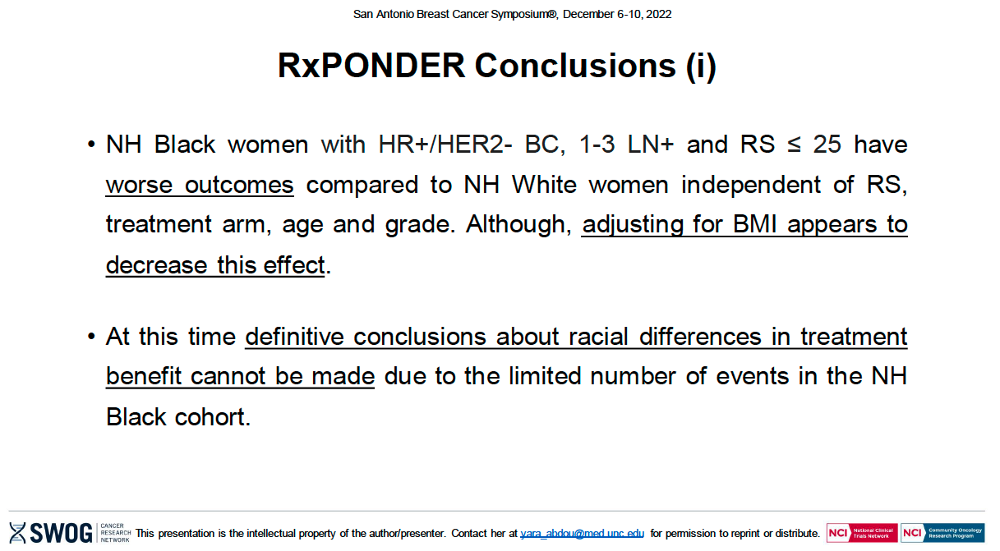 San Antonio Breast Cancer Symposium®, December 6-10, 2022
RxPONDER Conclusions (i)
• NH Black women with HR+/HER2- BC, 1-3 LN+ and RS ≤ 25 have
worse outcomes compared to NH White women independent of RS,
treatment arm, age and grade. Although, adjusting for BMI appears to
decrease this effect.
• At this time definitive conclusions about racial differences in treatment
benefit cannot be made due to the limited number of events in the NH
Black cohort.
SWOG
CANCER
RESEARCH
NETWORK
This presentation is the intellectual property of the author/presenter. Contact her at yara_abdou@med.unc.edu for permission to reprint or distribute.
NCI
National Clinical
Trials Network
NCI
Community Oncology
Research Program